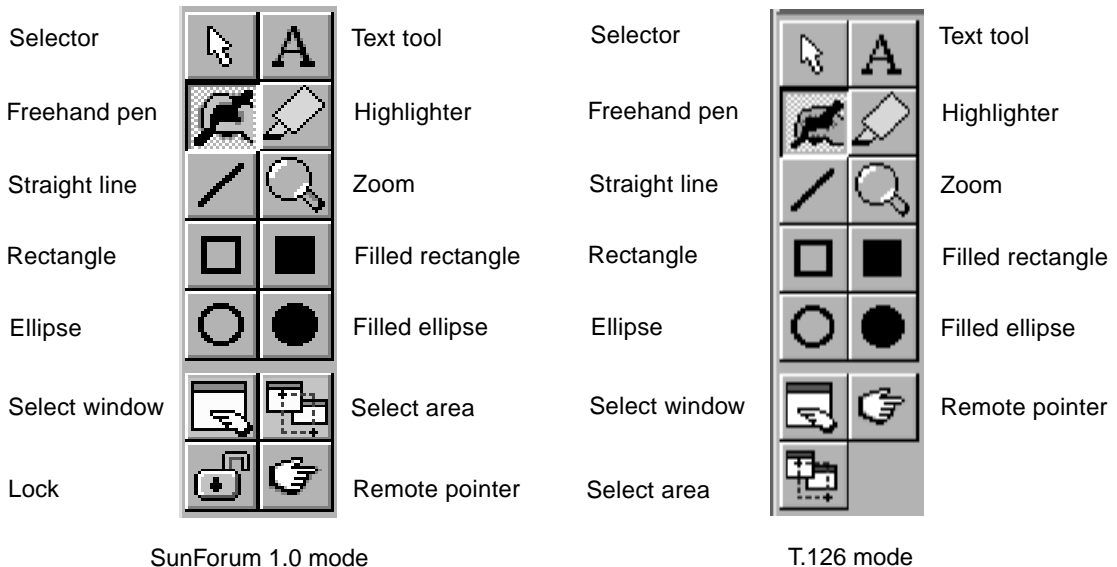 Selector Text tool
Freehand pen Highlighter
Straight line Zoom
Rectangle Filled rectangle
Ellipse Filled ellipse
Select window Select area
Lock Remote pointer
SunForum 1.0 mode
Selector Text tool
Freehand pen Highlighter
Straight line Zoom
Rectangle Filled rectangle
Ellipse Filled ellipse
Select window Remote pointer
Select area
T.126 mode